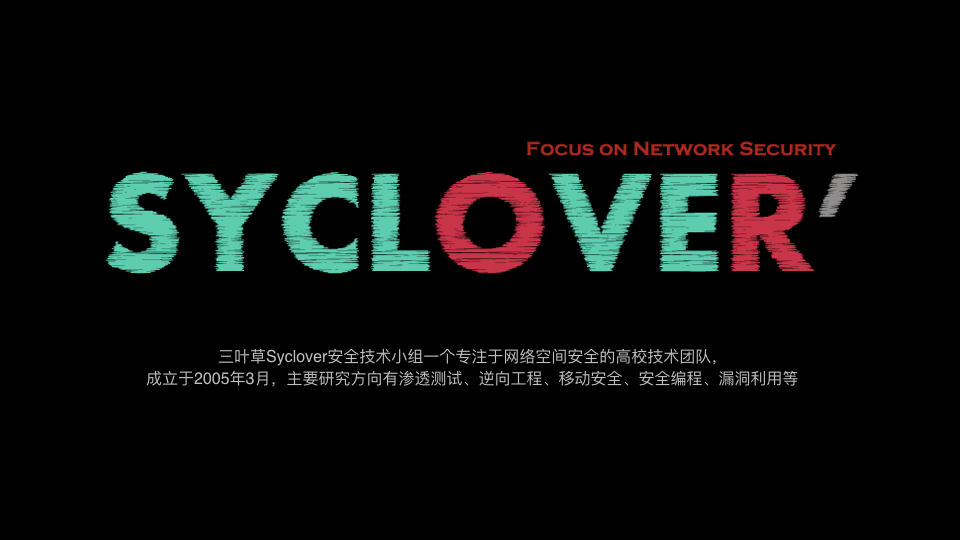 Focus on Network Security
SYCLOVER’
三叶草Syclover安全技术小组一个专注于网络空间安全的高校技术团队，
成立于2005年3月，主要研究方向有渗透测试、逆向工程、移动安全、安全编程、漏洞利用等